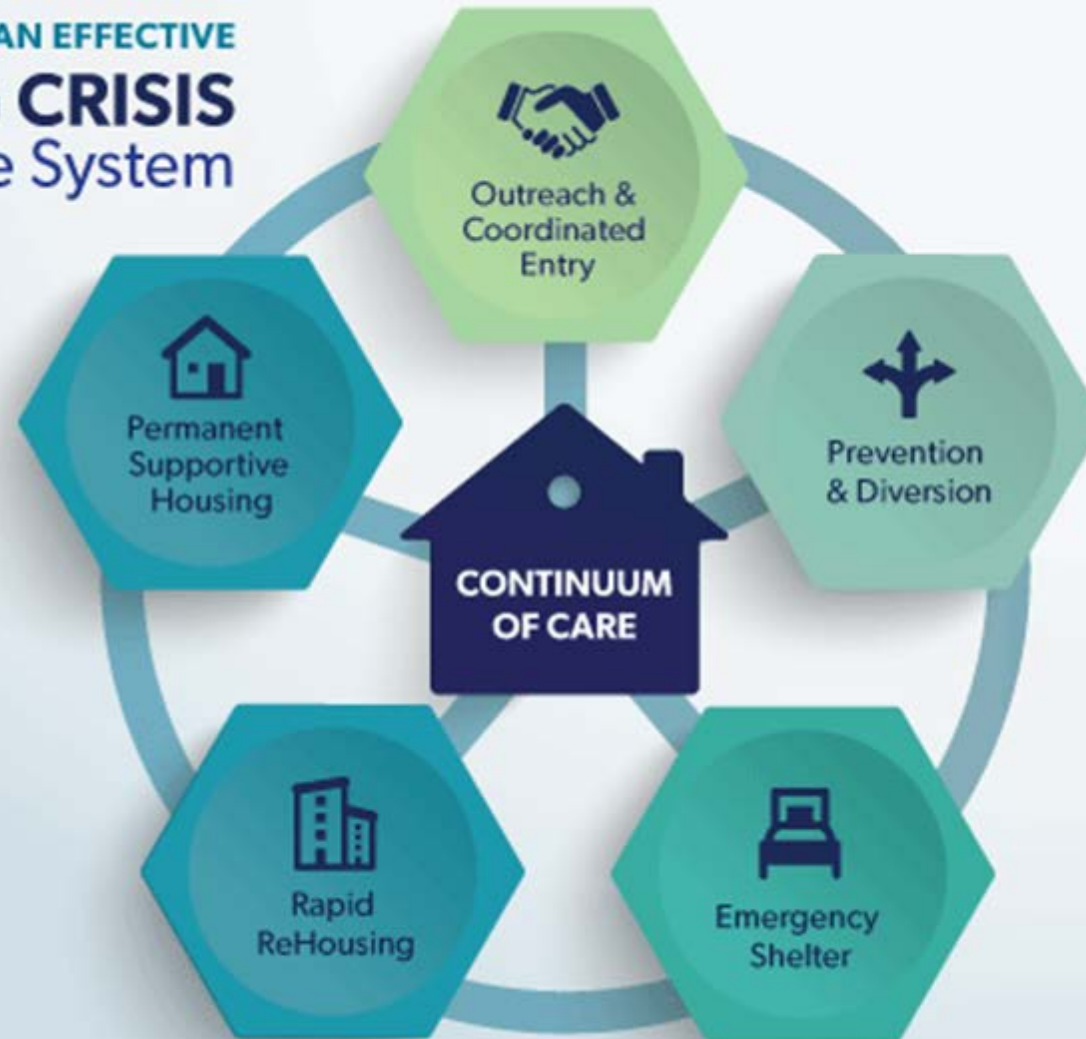 AN EFFECTIVE
CRISIS
System
Outreach &
Coordinated
Entry
Prevention
& Diversion
Emergency
Shelter
Rapid
ReHousing
Permanent
Supportive
Housing
CONTINUUM
OF CARE